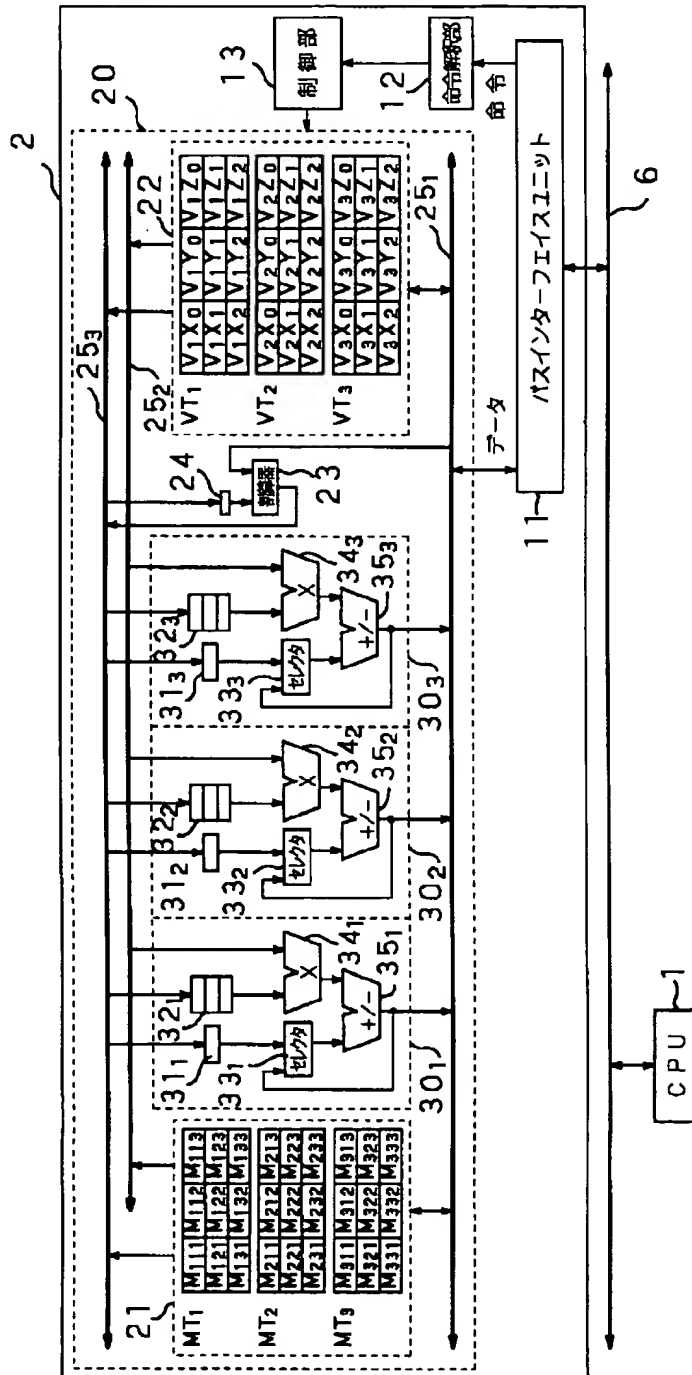 2
20
25₃
25₂
21
MT₁
M₁₁₁ M₁₁₂ M₁₁₃
M₁₂₁ M₁₂₂ M₁₂₃
M₁₃₁ M₁₃₂ M₁₃₃
MT₂
M₂₁₁ M₂₁₂ M₂₁₃
M₂₂₁ M₂₂₂ M₂₂₃
M₂₃₁ M₂₃₂ M₂₃₃
MT₃
M₃₁₁ M₃₁₂ M₃₁₃
M₃₂₁ M₃₂₂ M₃₂₃
M₃₃₁ M₃₃₂ M₃₃₃
31₁
32₁
33₁
セレクタ
×
34₁
+/−
35₁
30₁
31₂
32₂
33₂
セレクタ
×
34₂
+/−
35₂
30₂
31₃
32₃
33₃
セレクタ
×
34₃
+/−
35₃
30₃
24
割算器
23
22
VT₁
V₁X₀ V₁Y₀ V₁Z₀
V₁X₁ V₁Y₁ V₁Z₁
V₁X₂ V₁Y₂ V₁Z₂
VT₂
V₂X₀ V₂Y₀ V₂Z₀
V₂X₁ V₂Y₁ V₂Z₁
V₂X₂ V₂Y₂ V₂Z₂
VT₃
V₃X₀ V₃Y₀ V₃Z₀
V₃X₁ V₃Y₁ V₃Z₁
V₃X₂ V₃Y₂ V₃Z₂
25₁
13
制御部
12
命令解釈部
命令
データ
11
バスインターフェイスユニット
6
CPU
1